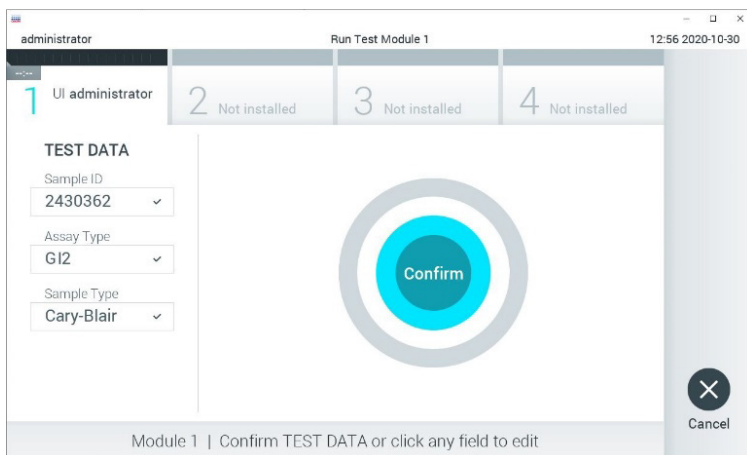 administrator
Run Test Module 1
12:56 2020-10-30
--:--
1 UI administrator
2 Not installed
3 Not installed
4 Not installed
TEST DATA
Sample ID
2430362
Assay Type
GI2
Sample Type
Cary-Blair
Confirm
Cancel
Module 1 | Confirm TEST DATA or click any field to edit